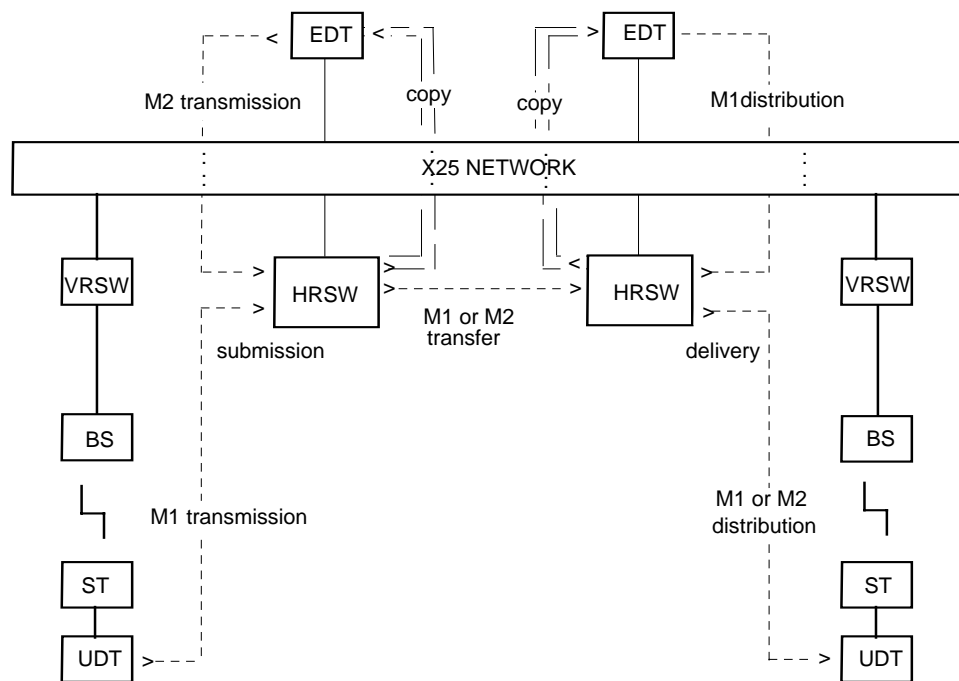 EDT
EDT
M2 transmission
copy
copy
M1distribution
X25 NETWORK
VRSW
HRSW
HRSW
VRSW
M1 or M2
transfer
submission
delivery
BS
BS
M1 transmission
M1 or M2
distribution
ST
ST
UDT
UDT